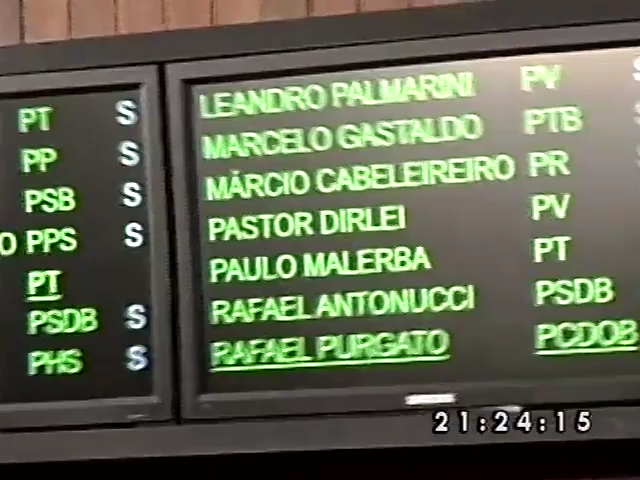 PT S
PP S
PSB S
O PPS S
PT
PSDB S
PHS S
LEANDRO PALMARINI PV S
MARCELO GASTALDO PTB
MÁRCIO CABELEIREIRO PR
PASTOR DIRLEI PV
PAULO MALERBA PT
RAFAEL ANTONUCCI PSDB
RAFAEL PURGATO PCDOB
21:24:15